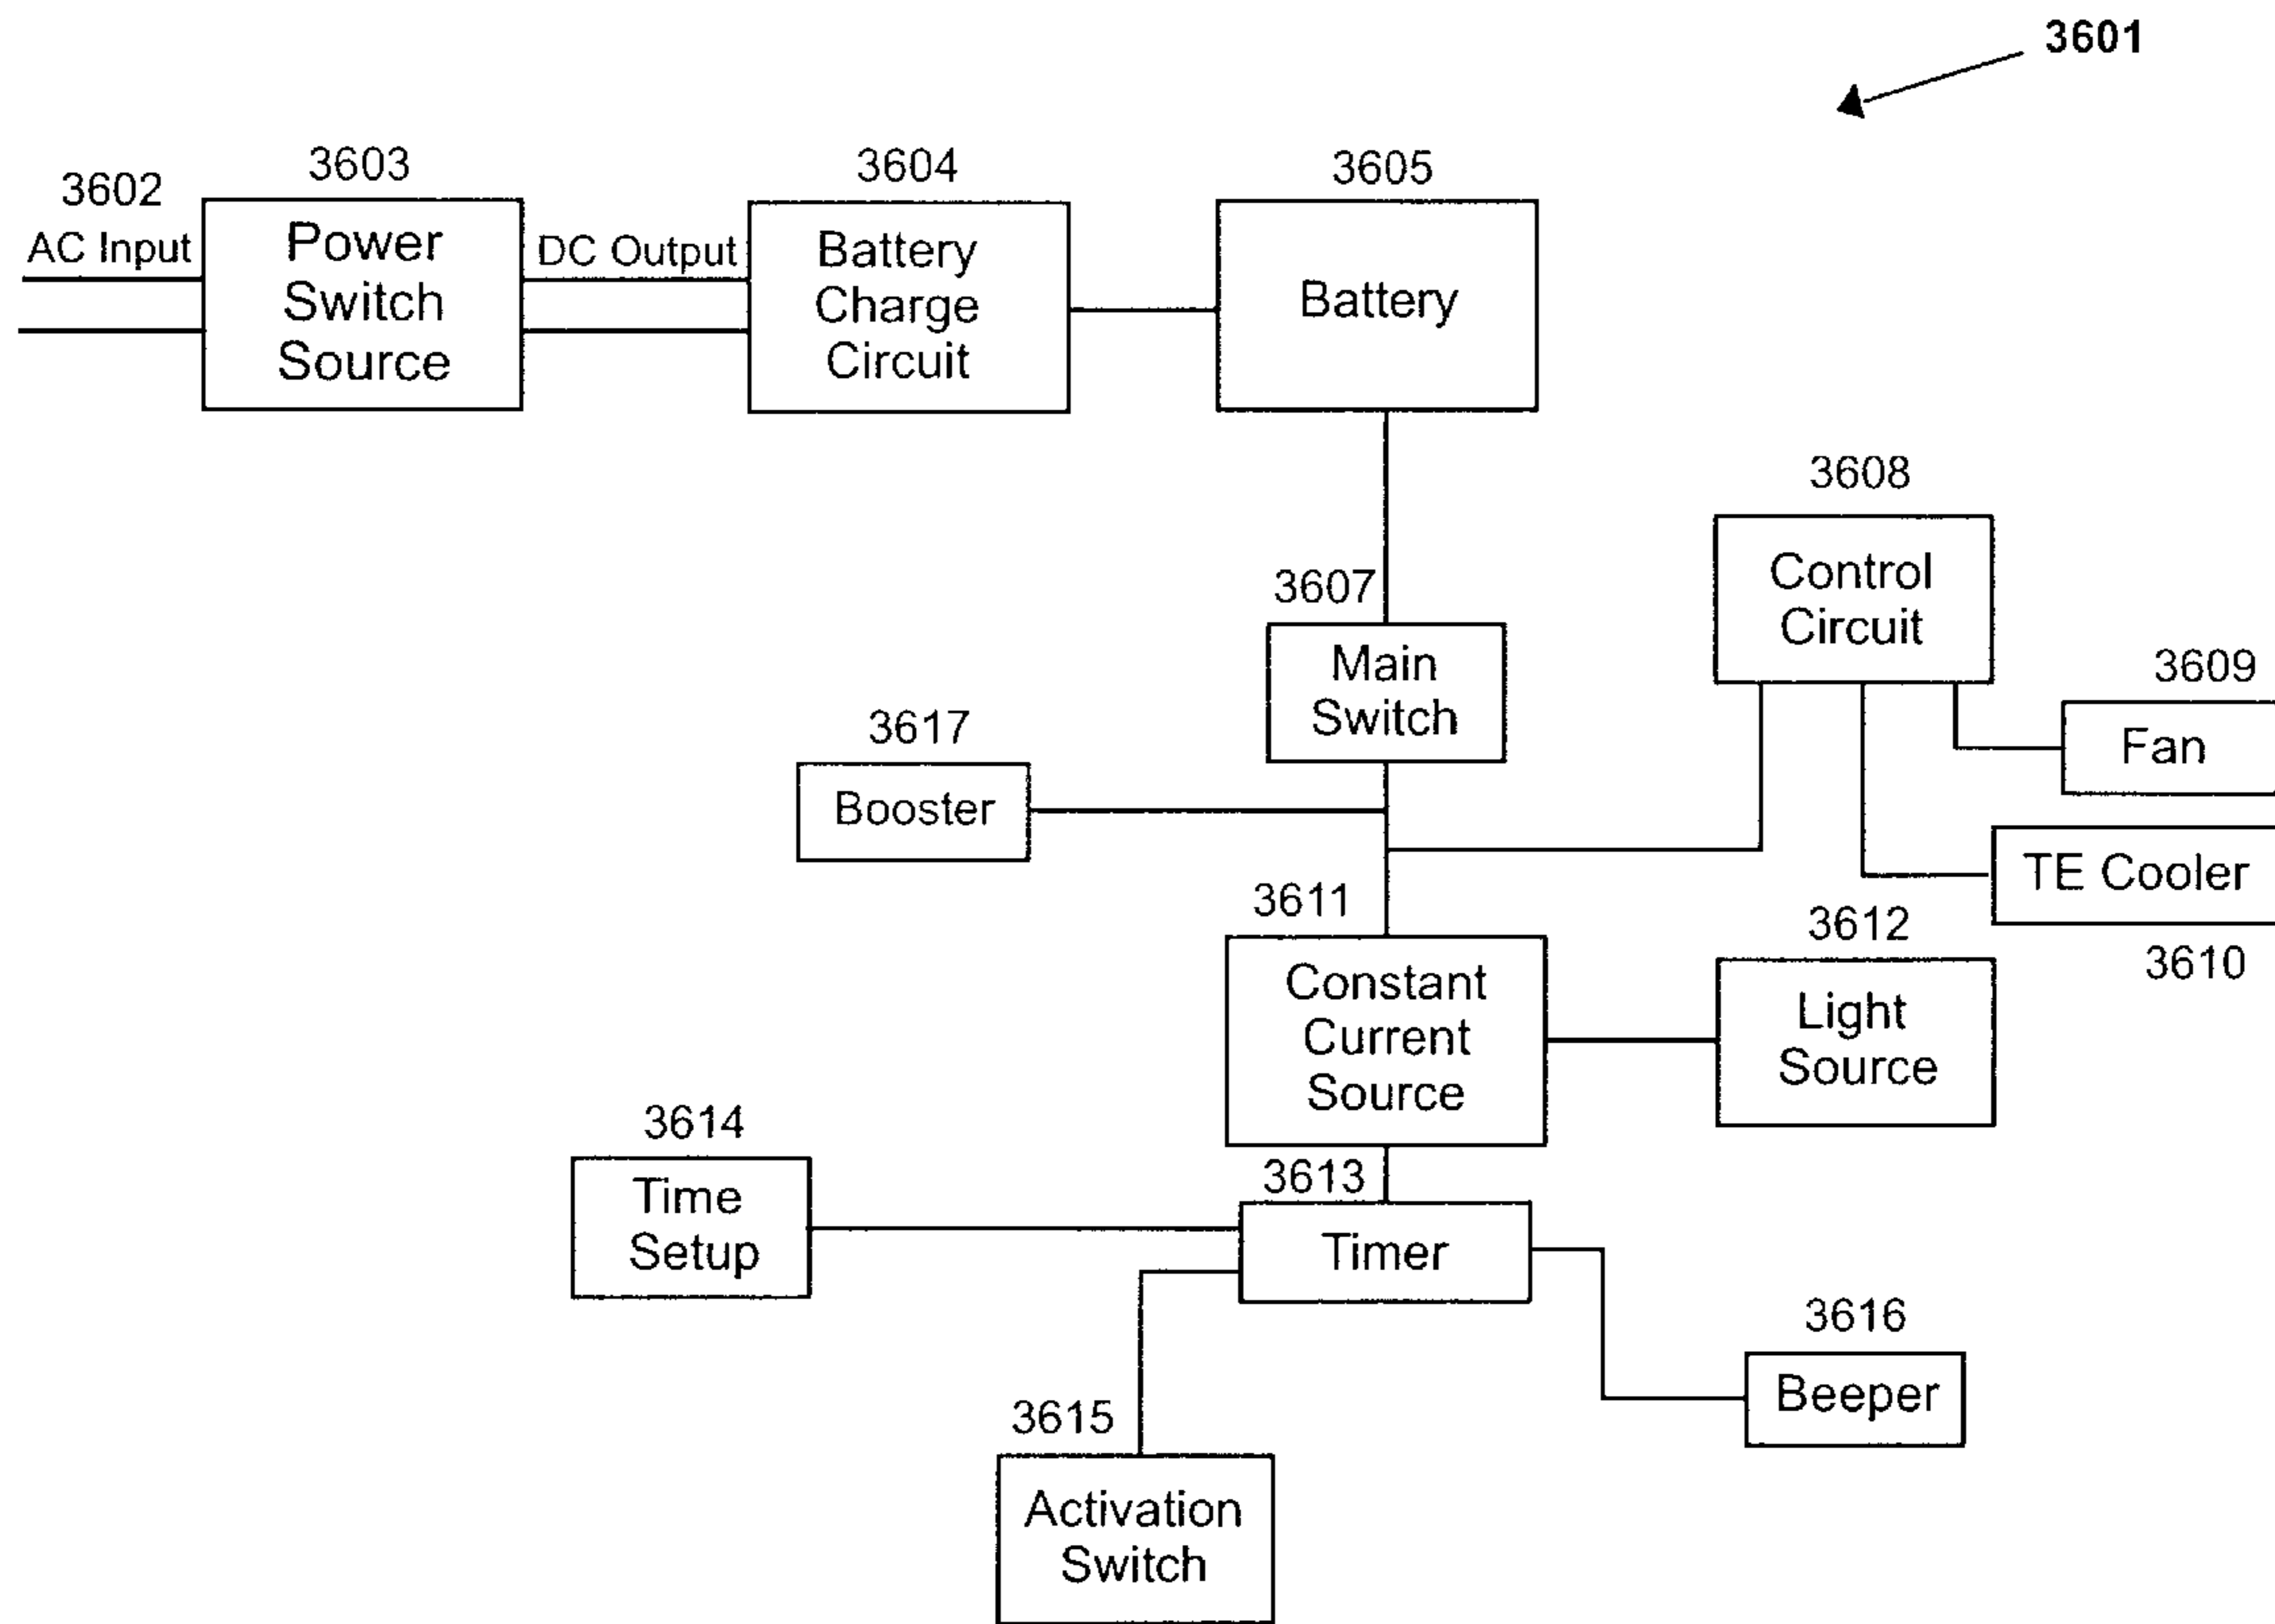 3601
3602
AC Input
3603
Power
Switch
Source
DC Output
3604
Battery
Charge
Circuit
3605
Battery
3607
Main
Switch
3608
Control
Circuit
3609
Fan
TE Cooler
3610
3617
Booster
3611
Constant
Current
Source
3612
Light
Source
3613
Timer
3614
Time
Setup
3615
Activation
Switch
3616
Beeper